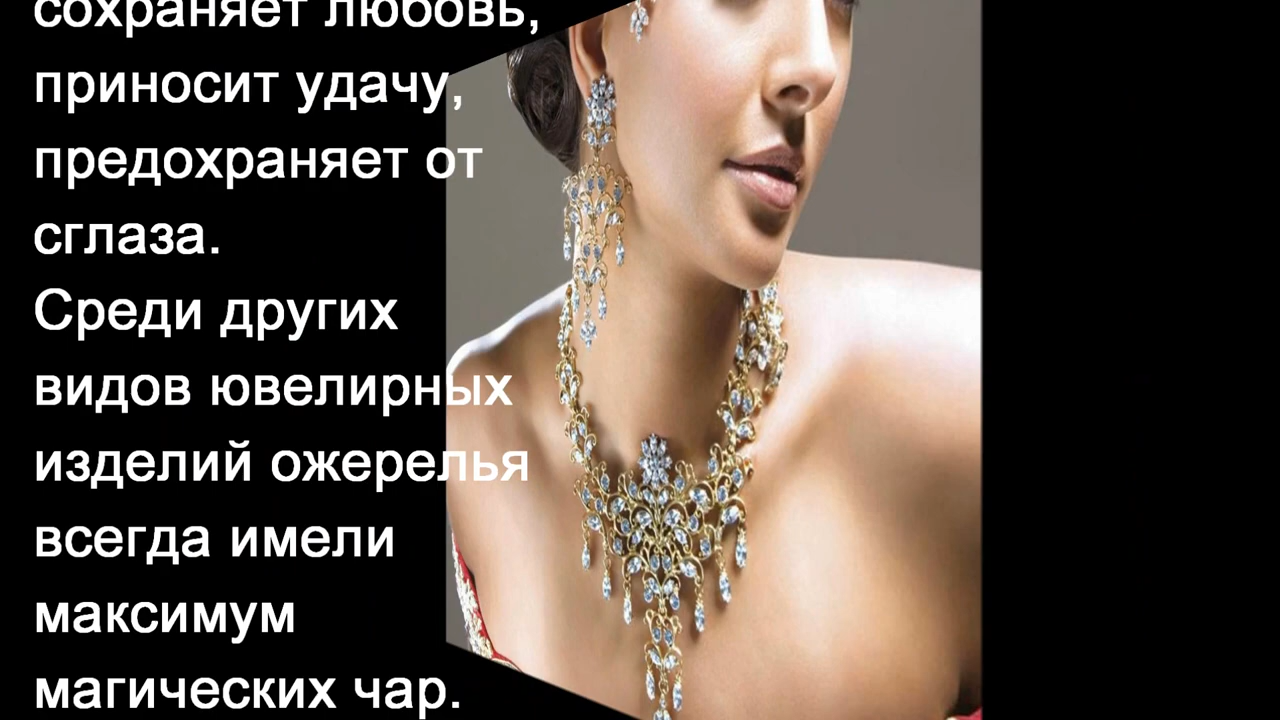 сохраняет любовь,
приносит удачу,
предохраняет от
сглаза.
Среди других
видов ювелирных
изделий ожерелья
всегда имели
максимум
магических чар.